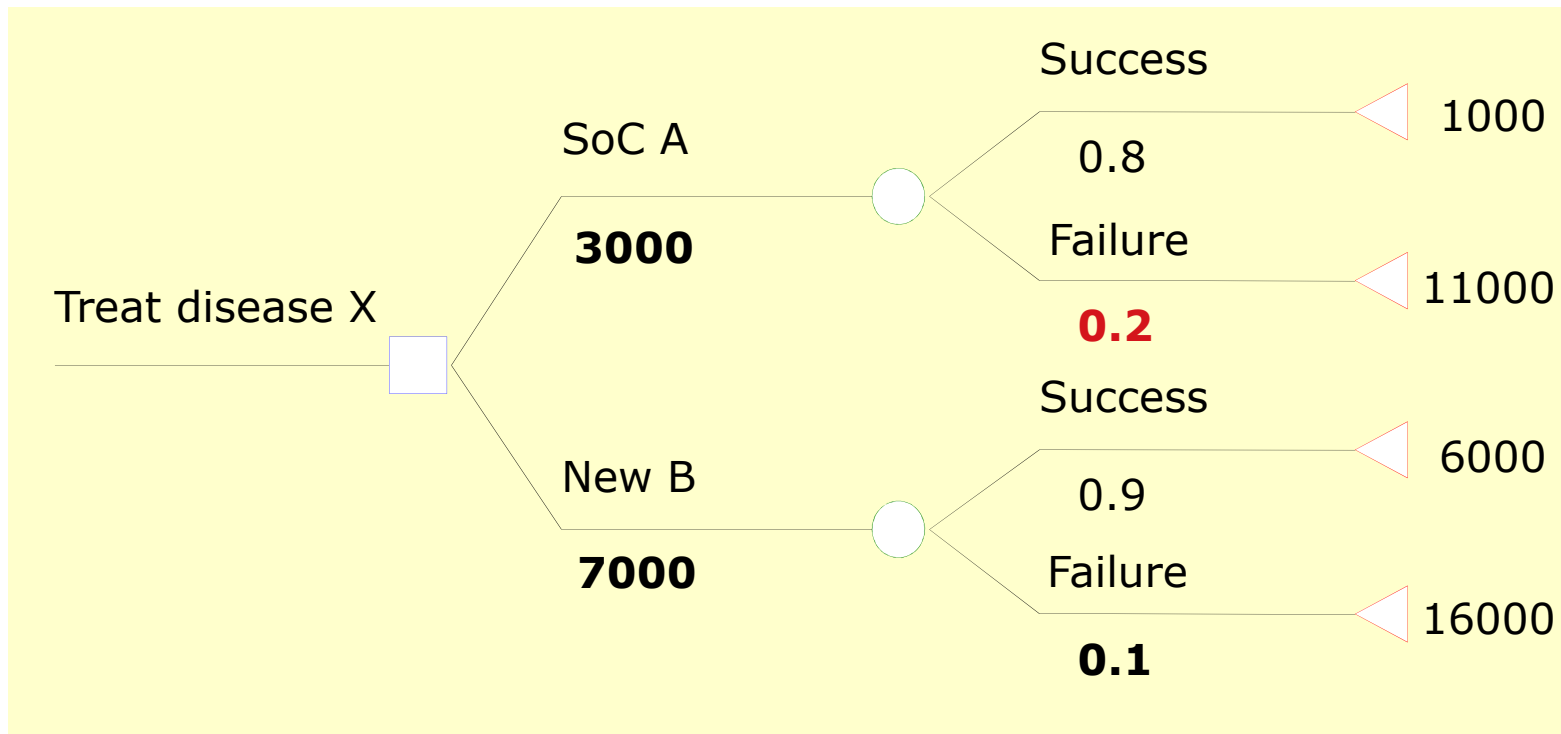 Treat disease X
SoC A
3000
Success
0.8
1000
Failure
0.2
11000
New B
7000
Success
0.9
6000
Failure
0.1
16000